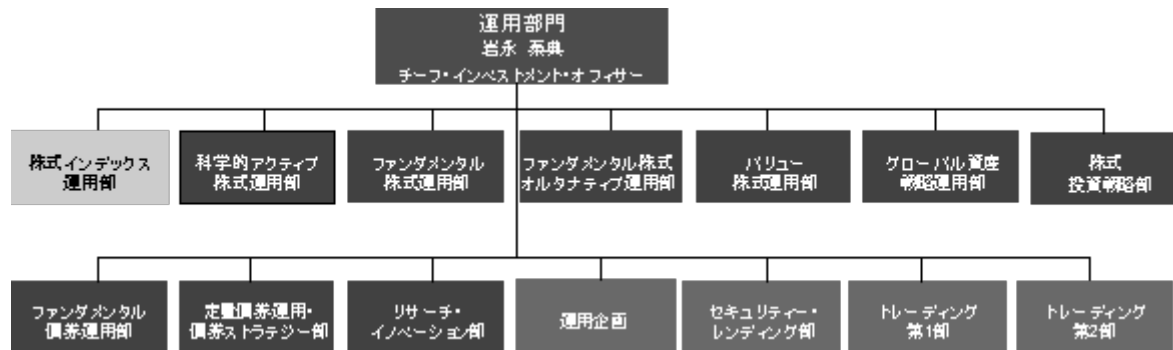 運用部門
岩永 泰典
チーフ・インベストメント・オフィサー
株式インデックス
運用部
科学的アクティブ
株式運用部
ファンダメンタル
株式運用部
ファンダメンタル株式
オルタナティブ運用部
バリュー
株式運用部
グローバル資産
戦略運用部
株式
投資戦略部
ファンダメンタル
債券運用部
定量債券運用・
債券ストラテジー部
リサーチ・
イノベーション部
運用企画
セキュリティー・
レンディング部
トレーディング
第1部
トレーディング
第2部